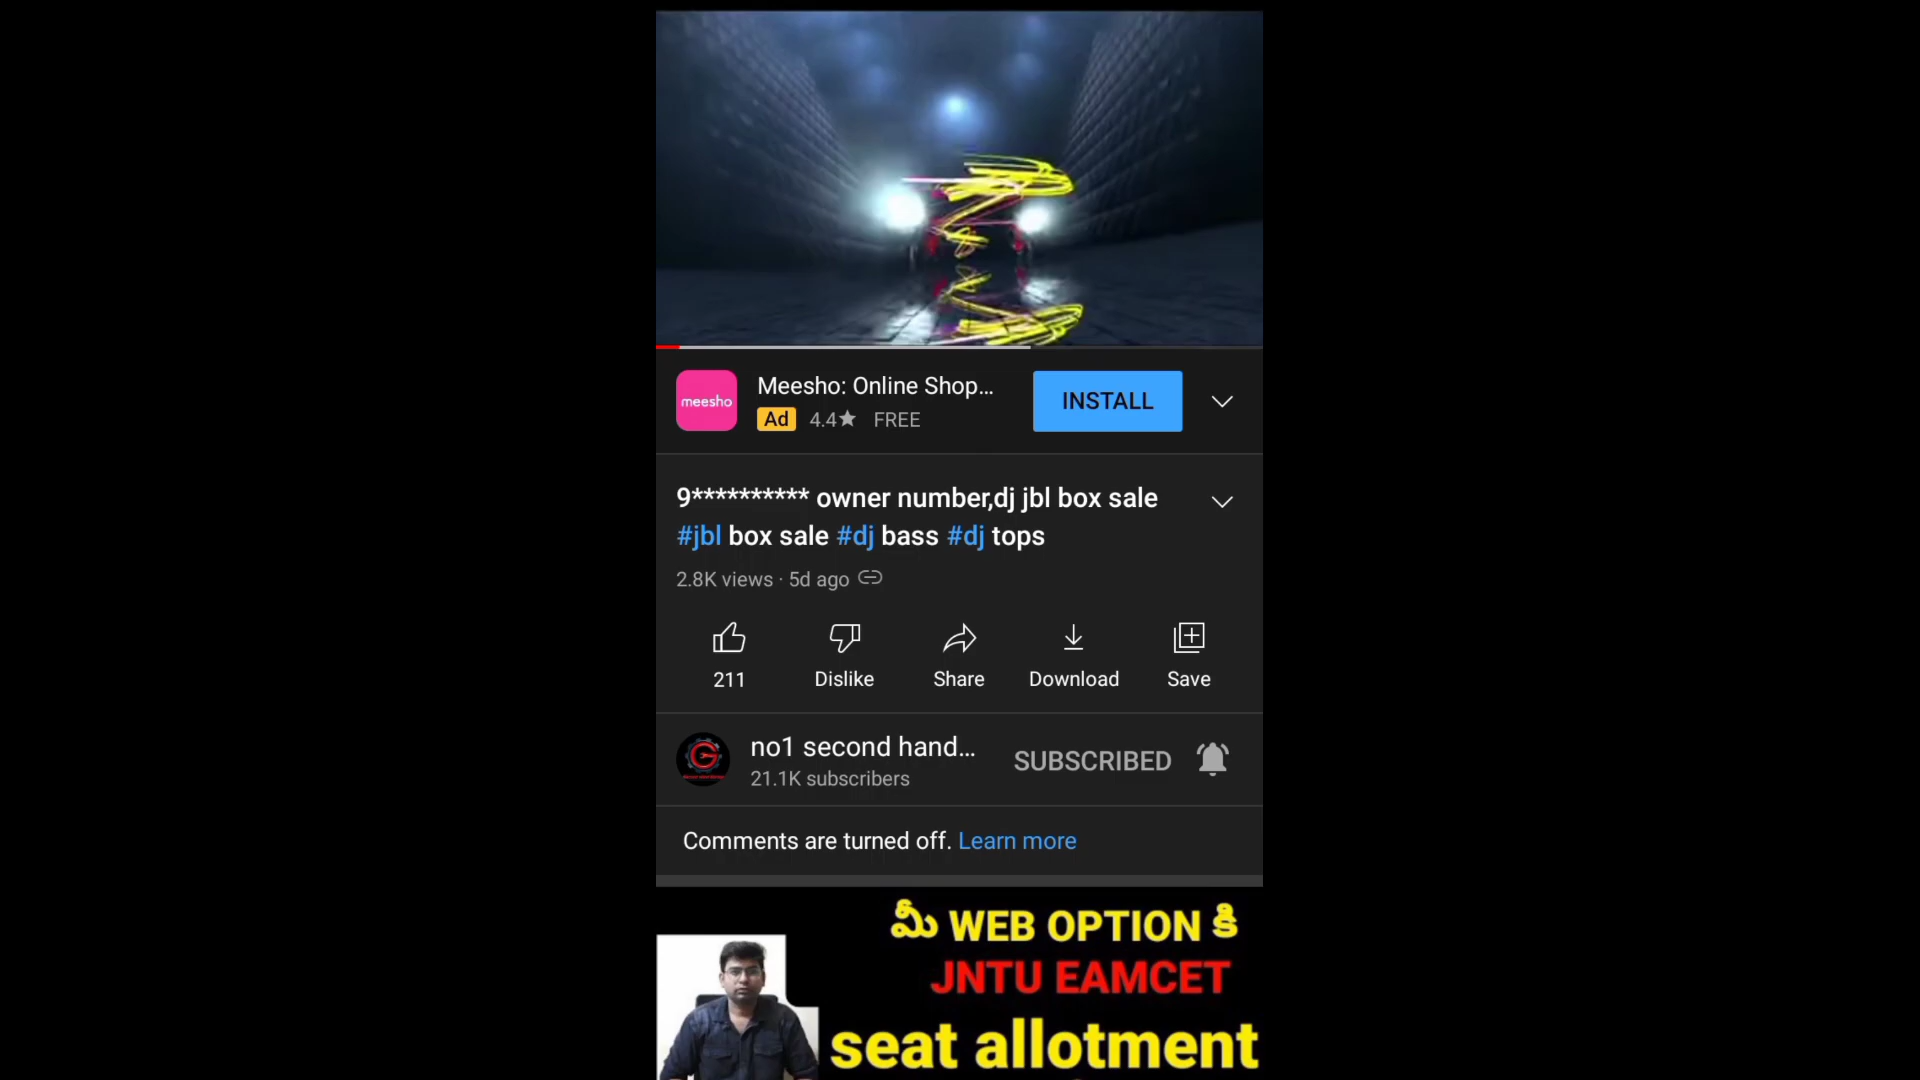 meesho
Meesho: Online Shop...
Ad 4.4★ FREE
INSTALL
9********** owner number,dj jbl box sale
#jbl box sale #dj bass #dj tops
2.8K views · 5d ago
211
Dislike
Share
Download
Save
no1 second hand...
21.1K subscribers
SUBSCRIBED
Comments are turned off. Learn more
మీ WEB OPTION కి
JNTU EAMCET
seat allotment